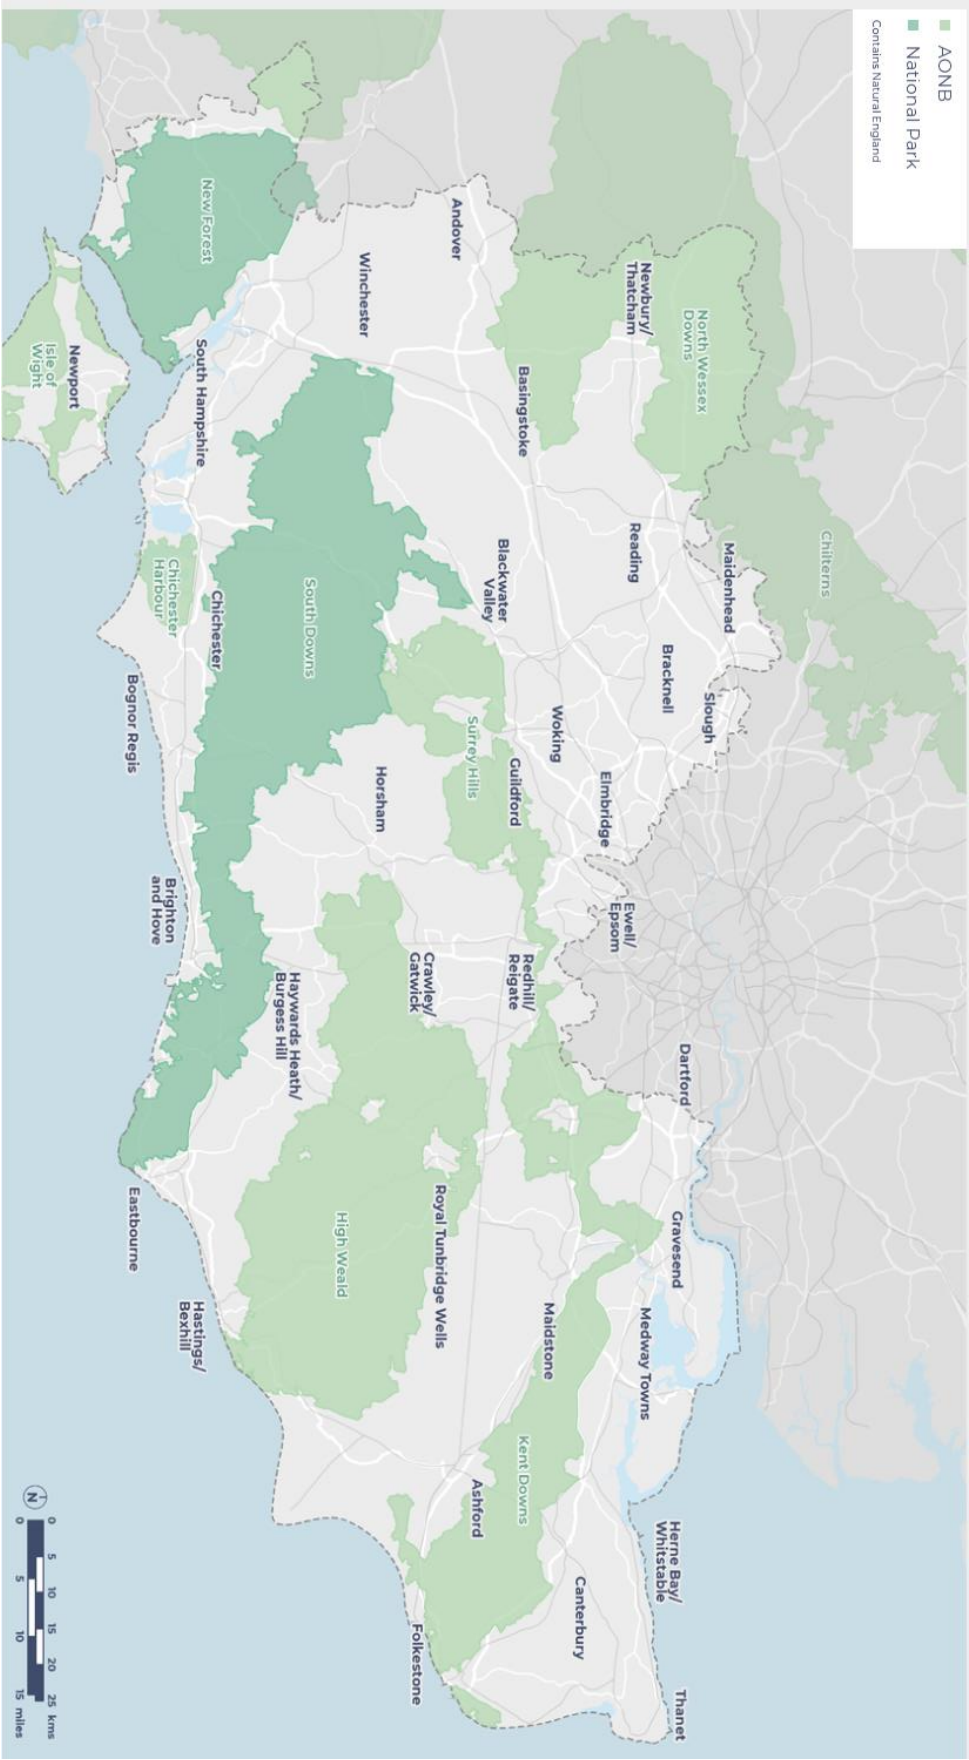 AONB
National Park
Contains Natural England
Chilterns
North Wessex
Downs
Newbury/
Thatcham
Reading
Maidenhead
Bracknell
Slough
Andover
Basingstoke
Blackwater
Valley
Woking
Elmbridge
Ewell/
Epsom
Dartford
Gravesend
Medway Towns
Herne Bay/
Whitstable
Thanet
Winchester
Surrey Hills
Guildford
Redhill/
Reigate
Maidstone
Kent Downs
Ashford
Canterbury
Folkestone
New Forest
South Hampshire
South Downs
Horsham
Crawley/
Gatwick
Royal Tunbridge Wells
High Weald
Haywards Heath/
Burgess Hill
Chichester
Chichester
Harbour
Bognor Regis
Brighton
and Hove
Eastbourne
Hastings/
Bexhill
Newport
Isle of
Wight
N
0 5 10 15 20 25 kms
0 5 10 15 miles